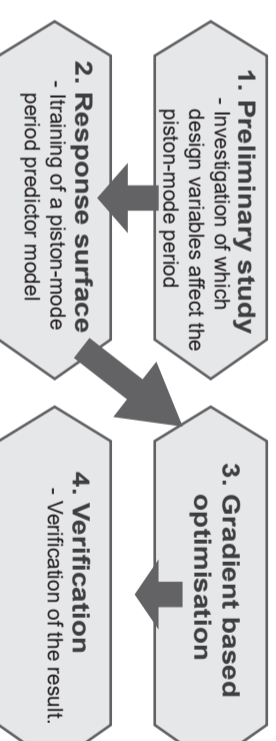 1. Preliminary study
- Investigation of which
design variables affect the
piston-mode period
2. Response surface
- Itraining of a piston-mode
period predictor model
3. Gradient based
optimisation
4. Verification
- Verification of the result.